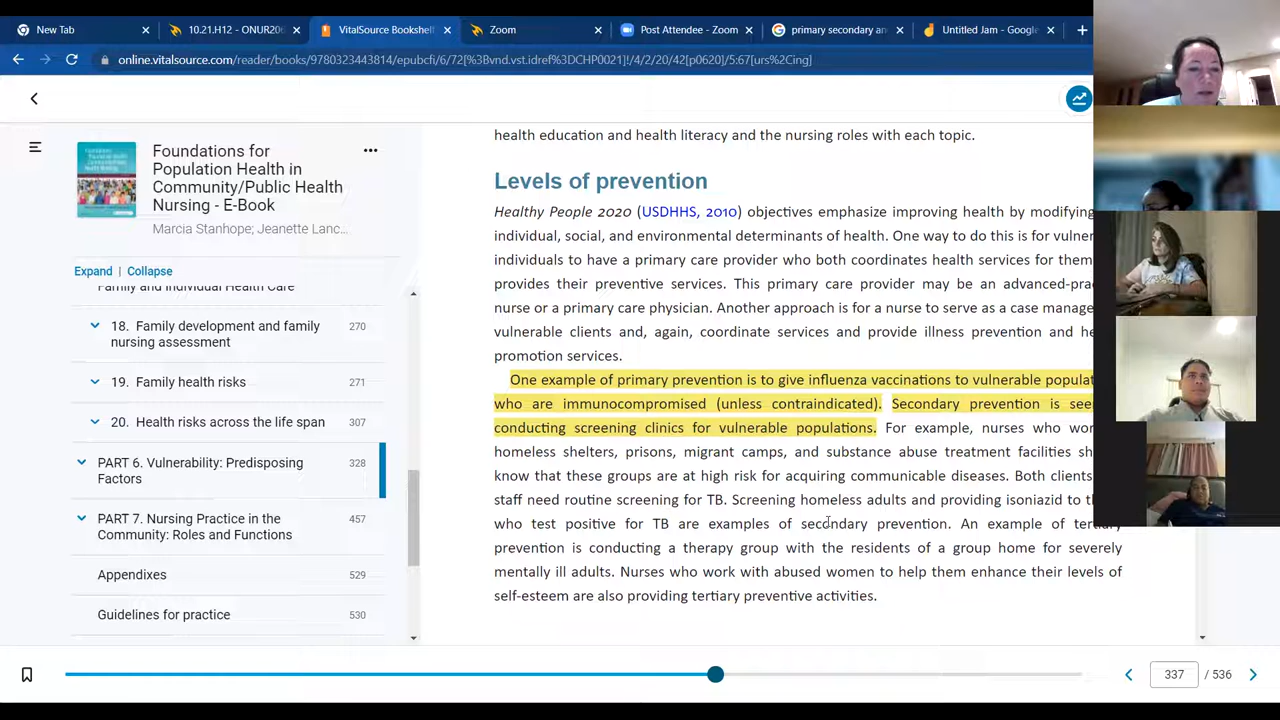 New Tab
10.21.H12 - ONUR206
VitalSource Bookshelf
Zoom
Post Attendee - Zoom
primary secondary an
Untitled Jam - Google
online.vitalsource.com/reader/books/9780323443814/epubcfi/6/72[%3Bvnd.vst.idref%3DCHP0021]!/4/2/20/42[p0620]/5:67[urs%2Cing]
Foundations for
Population Health in
Community/Public Health
Nursing - E-Book
Marcia Stanhope; Jeanette Lanc...
Expand | Collapse
Family and Individual Health Care
18. Family development and family 270
nursing assessment
19. Family health risks 271
20. Health risks across the life span 307
PART 6. Vulnerability: Predisposing 328
Factors
PART 7. Nursing Practice in the 457
Community: Roles and Functions
Appendixes 529
Guidelines for practice 530
health education and health literacy and the nursing roles with each topic.
Levels of prevention
Healthy People 2020 (USDHHS, 2010) objectives emphasize improving health by modifying
individual, social, and environmental determinants of health. One way to do this is for vulner
individuals to have a primary care provider who both coordinates health services for them
provides their preventive services. This primary care provider may be an advanced-prac
nurse or a primary care physician. Another approach is for a nurse to serve as a case manage
vulnerable clients and, again, coordinate services and provide illness prevention and he
promotion services.
One example of primary prevention is to give influenza vaccinations to vulnerable populat
who are immunocompromised (unless contraindicated). Secondary prevention is see
conducting screening clinics for vulnerable populations. For example, nurses who wor
homeless shelters, prisons, migrant camps, and substance abuse treatment facilities sh
know that these groups are at high risk for acquiring communicable diseases. Both clients
staff need routine screening for TB. Screening homeless adults and providing isoniazid to th
who test positive for TB are examples of secondary prevention. An example of tertiary
prevention is conducting a therapy group with the residents of a group home for severely
mentally ill adults. Nurses who work with abused women to help them enhance their levels of
self-esteem are also providing tertiary preventive activities.
337 / 536